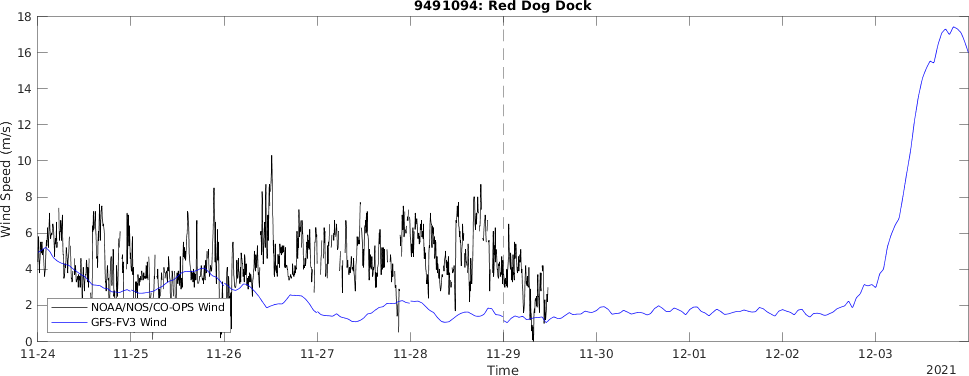 9491094: Red Dog Dock
18
16
14
12
10
8
6
4
2
0
Wind Speed (m/s)
NOAA/NOS/CO-OPS Wind
GFS-FV3 Wind
11-24 11-25 11-26 11-27 11-28 11-29 11-30 12-01 12-02 12-03
Time
2021